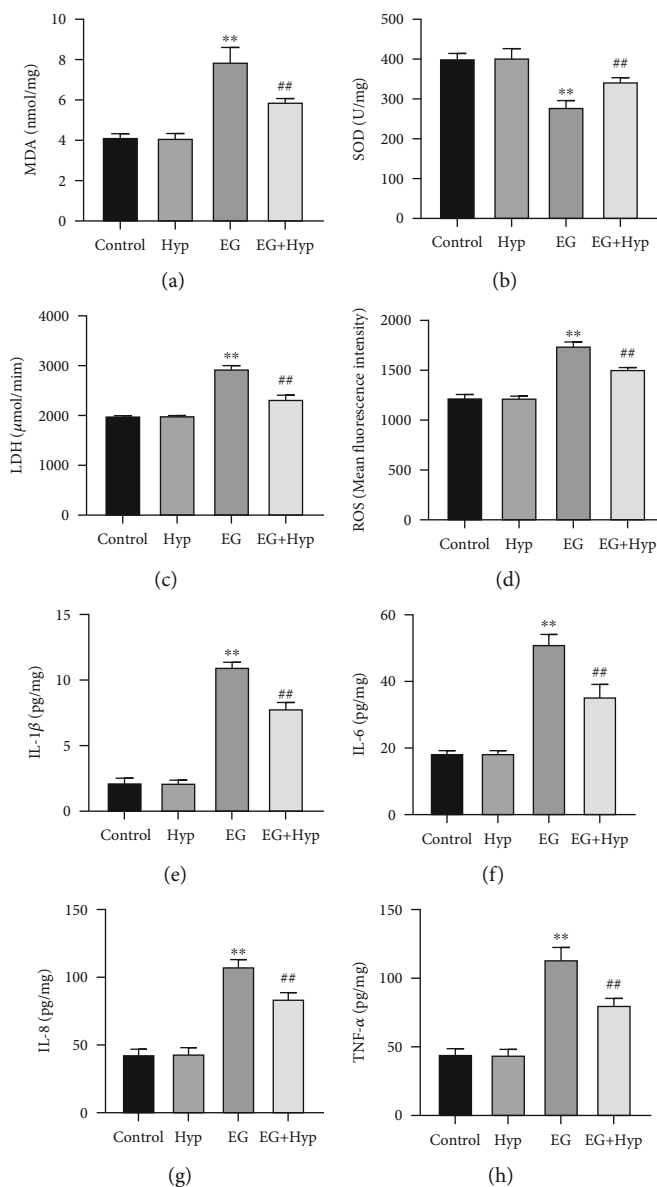 MDA (nmol/mg)
10
8
6
4
2
0
**
##
Control Hyp EG EG+Hyp
(a)
SOD (U/mg)
500
400
300
200
100
0
**
##
Control Hyp EG EG+Hyp
(b)
LDH (μmol/mim)
4000
3000
2000
1000
0
**
##
Control Hyp EG EG+Hyp
(c)
ROS (Mean fluorescence intensity)
2000
1500
1000
500
0
**
##
Control Hyp EG EG+Hyp
(d)
IL-1β (pg/mg)
15
10
5
0
**
##
Control Hyp EG EG+Hyp
(e)
IL-6 (pg/mg)
60
40
20
0
**
##
Control Hyp EG EG+Hyp
(f)
IL-8 (pg/mg)
150
100
50
0
**
##
Control Hyp EG EG+Hyp
(g)
TNF-α (pg/mg)
150
100
50
0
**
##
Control Hyp EG EG+Hyp
(h)